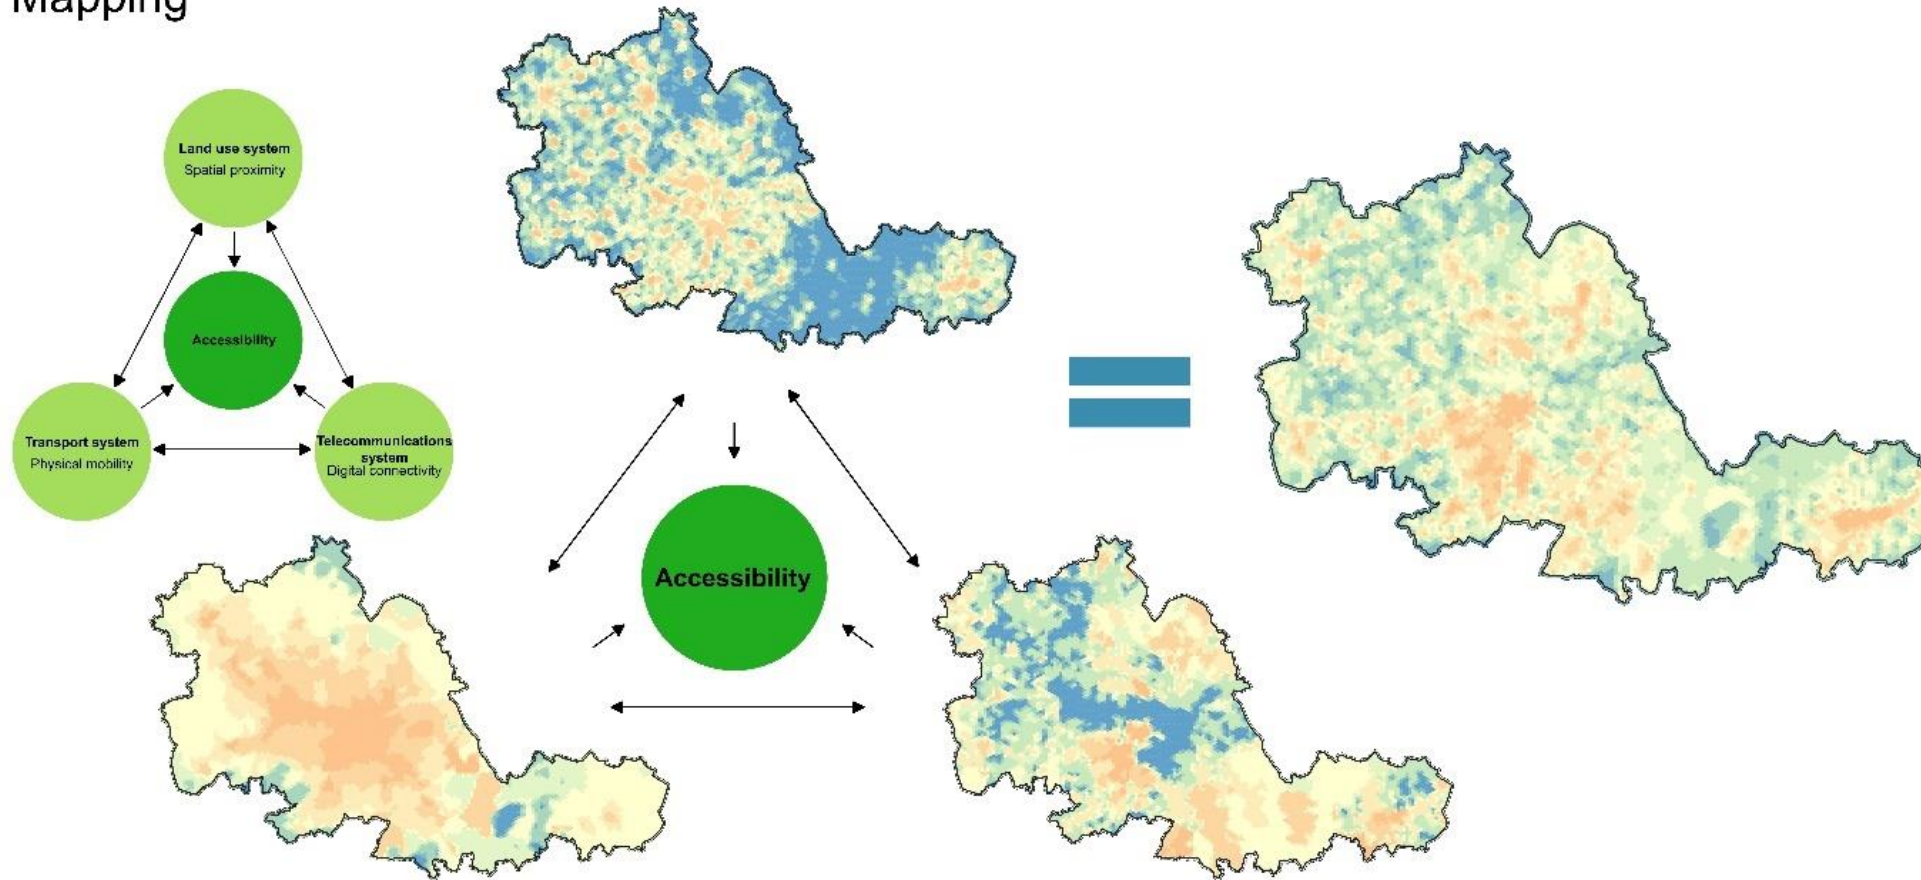 Mapping
Land use system
Spatial proximity
Accessibility
Transport system
Physical mobility
Telecommunications
system
Digital connectivity
Accessibility